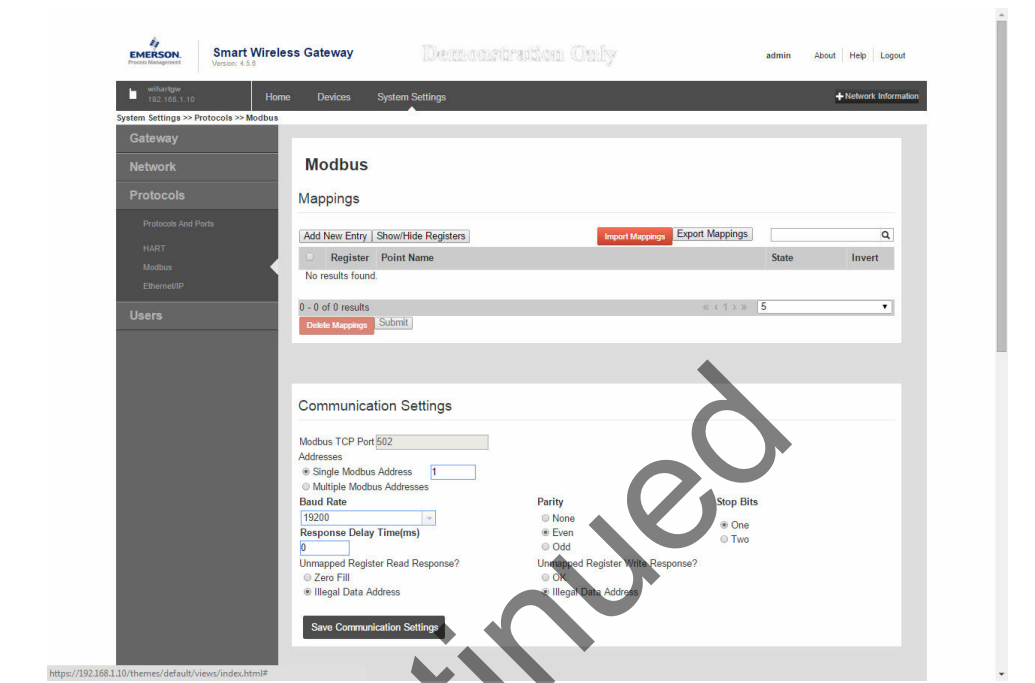 EMERSON.
Process Management
Smart Wireless Gateway
Version: 4.5.6
Demonstration Only
admin About Help Logout
wihartgw
192.168.1.10
Home Devices System Settings
+ Network Information
System Settings >> Protocols >> Modbus
Gateway
Network
Protocols
Protocols And Ports
HART
Modbus
Ethernet/IP
Users
Modbus
Mappings
Add New Entry Show/Hide Registers Import Mappings Export Mappings
Register Point Name State Invert
No results found.
0 - 0 of 0 results « ‹ 1 › » 5
Delete Mappings Submit
Communication Settings
Modbus TCP Port 502
Addresses
Single Modbus Address 1
Multiple Modbus Addresses
Baud Rate Parity Stop Bits
19200 None One
Response Delay Time(ms) Even Two
0 Odd
Unmapped Register Read Response? Unmapped Register Write Response?
Zero Fill OK
Illegal Data Address Illegal Data Address
Save Communication Settings
tinued
https://192.168.1.10/themes/default/views/index.html#